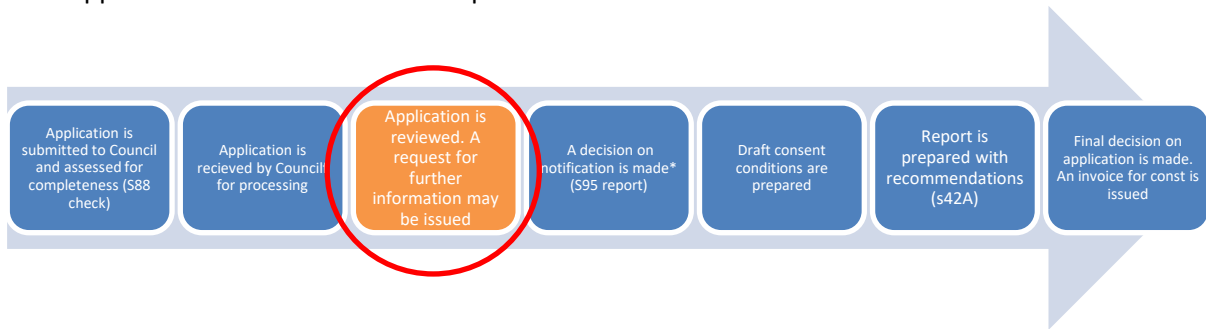 Application is
submitted to Council
and assessed for
completeness (S88
check)
Application is
recieved by Council
for processing
Application is
reviewed. A
request for
further
information may
be issued
A decision on
notification is made*
(S95 report)
Draft consent
conditions are
prepared
Report is
prepared with
recommendations
(s42A)
Final decision on
application is made.
An invoice for const is
issued